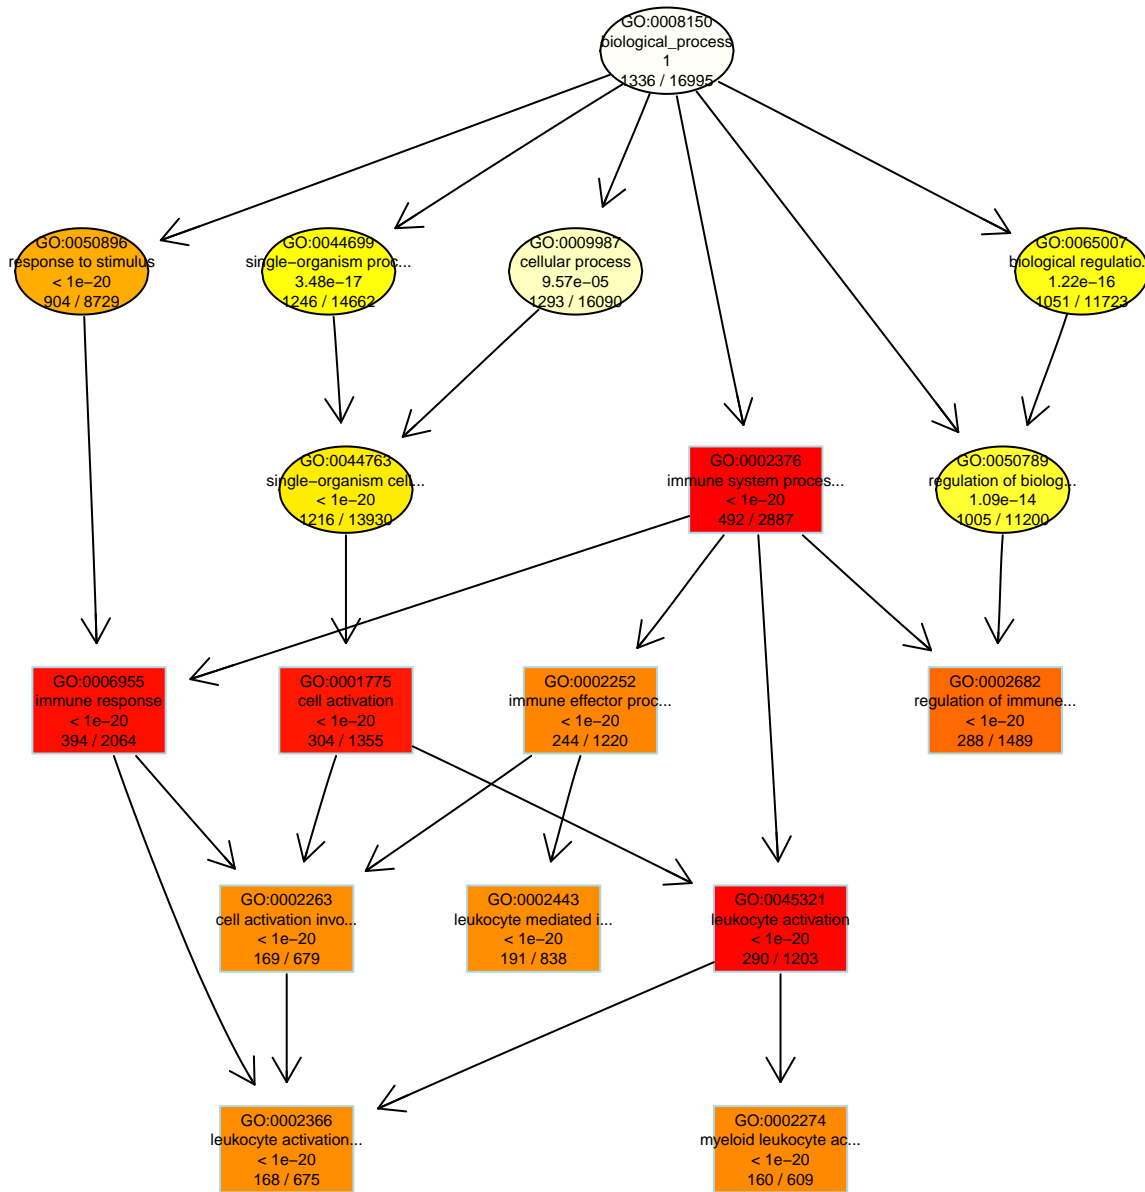 GO:0008150
biological_process
1
1336 / 16995
GO:0050896
response to stimulus
< 1e−20
904 / 8729
GO:0044699
single−organism proc...
3.48e−17
1246 / 14662
GO:0009987
cellular process
9.57e−05
1293 / 16090
GO:0065007
biological regulatio...
1.22e−16
1051 / 11723
GO:0044763
single−organism cell...
< 1e−20
1216 / 13930
GO:0002376
immune system proces...
< 1e−20
492 / 2887
GO:0050789
regulation of biolog...
1.09e−14
1005 / 11200
GO:0006955
immune response
< 1e−20
394 / 2064
GO:0001775
cell activation
< 1e−20
304 / 1355
GO:0002252
immune effector proc...
< 1e−20
244 / 1220
GO:0002682
regulation of immune...
< 1e−20
288 / 1489
GO:0002263
cell activation invo...
< 1e−20
169 / 679
GO:0002443
leukocyte mediated i...
< 1e−20
191 / 838
GO:0045321
leukocyte activation
< 1e−20
290 / 1203
GO:0002366
leukocyte activation...
< 1e−20
168 / 675
GO:0002274
myeloid leukocyte ac...
< 1e−20
160 / 609